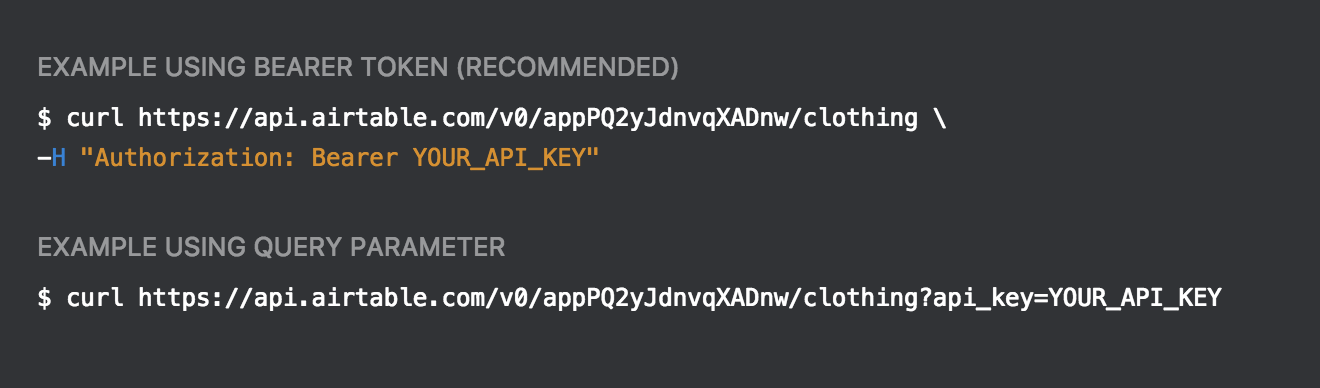 EXAMPLE USING BEARER TOKEN (RECOMMENDED)
$ curl https://api.airtable.com/v0/appPQ2yJdnvqXADnw/clothing \
-H "Authorization: Bearer YOUR_API_KEY"
EXAMPLE USING QUERY PARAMETER
$ curl https://api.airtable.com/v0/appPQ2yJdnvqXADnw/clothing?api_key=YOUR_API_KEY